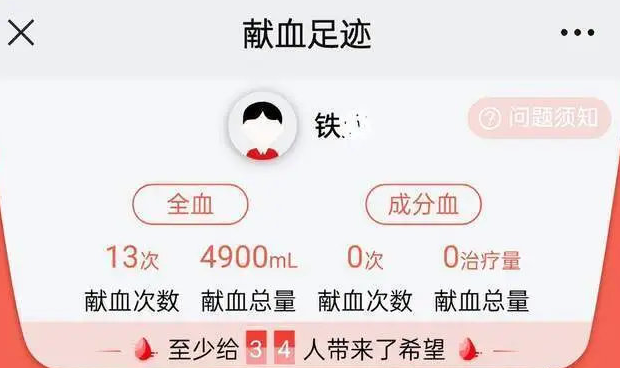 献血足迹
铁
问题须知
全血 成分血
13次 4900mL 0次 0治疗量
献血次数 献血总量 献血次数 献血总量
至少给34人带来了希望